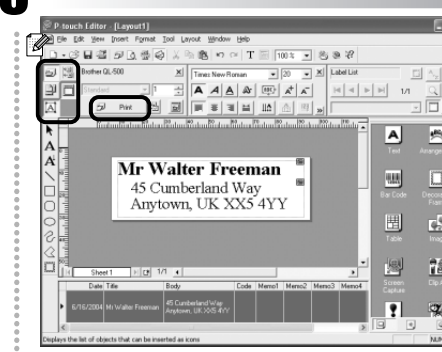 P-touch Editor - [Layout1]
File Edit View Insert Format Tool Layout Window Help
100 %
Brother QL-500
Times New Roman
20
Label List
Standard
1
1/1
Print
Mr Walter Freeman
45 Cumberland Way
Anytown, UK XX5 4YY
Text
Arrange
Bar Code
Table
Screen Capture
Clip A
Sheet 1
1/1
Date Title Body Code Memo1 Memo2 Memo3 Memo4
6/16/2004 Mr Walter Freeman 45 Cumberland Way
Anytown, UK XX5 4YY
Displays the list of objects that can be inserted as icons
NUM